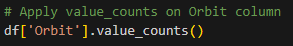 # Apply value_counts on Orbit column
df['Orbit'].value_counts()